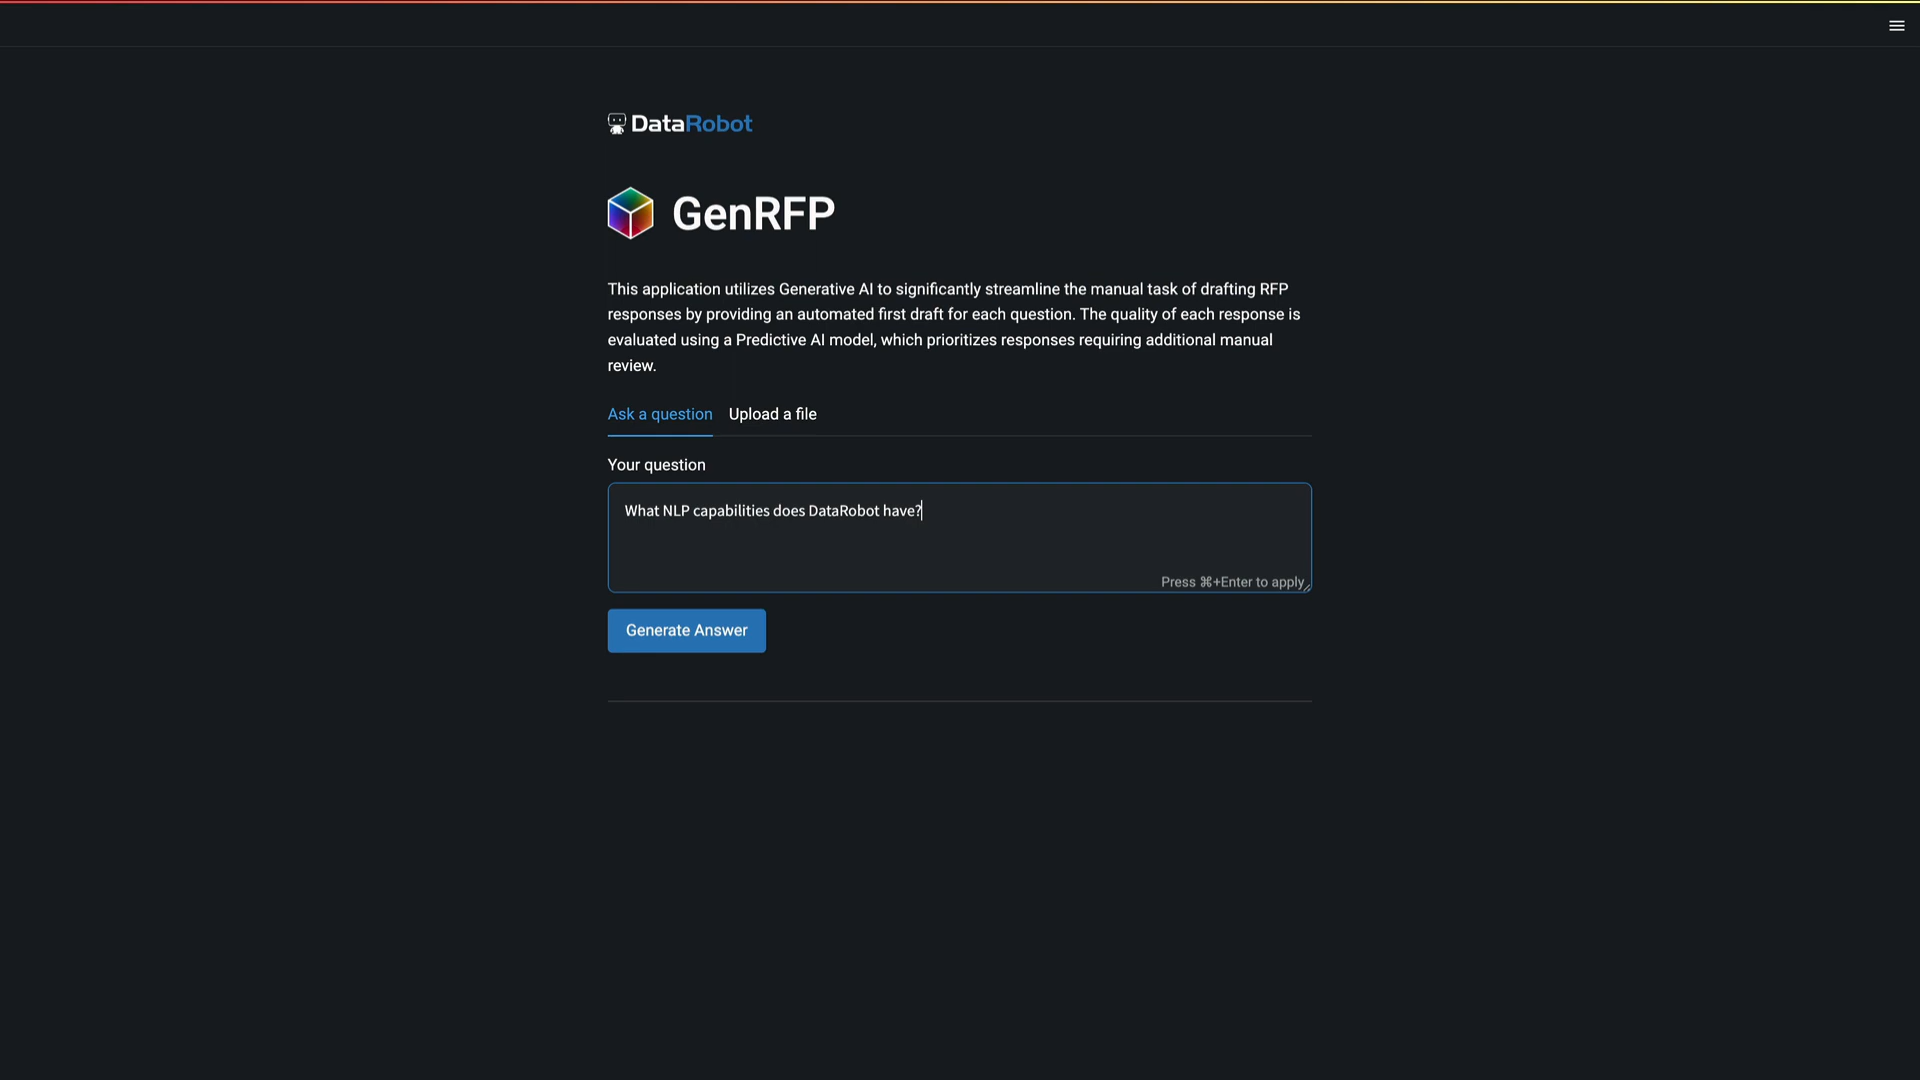 DataRobot
GenRFP
This application utilizes Generative AI to significantly streamline the manual task of drafting RFP
responses by providing an automated first draft for each question. The quality of each response is
evaluated using a Predictive AI model, which prioritizes responses requiring additional manual
review.
Ask a question Upload a file
Your question
What NLP capabilities does DataRobot have?
Press ⌘+Enter to apply
Generate Answer